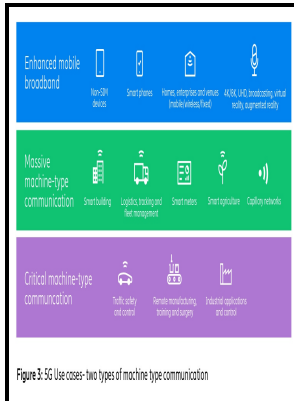 Enhanced mobile
broadband
Non-SIM
devices
Smart phones
Homes, enterprises and venues
(mobile/wireless/fixed)
4K/8K, UHD, broadcasting, virtual
reality, augmented reality
Massive
machine-type
communication
Smart building
Logistics, tracking and
fleet management
Smart meters
Smart agriculture
Capillary networks
Critical machine-type
communcation
Traffic safety
and control
Remote manufacturing,
training and surgery
Industrial applications
and control
Figure 3: 5G Use cases- two types of machine type communication